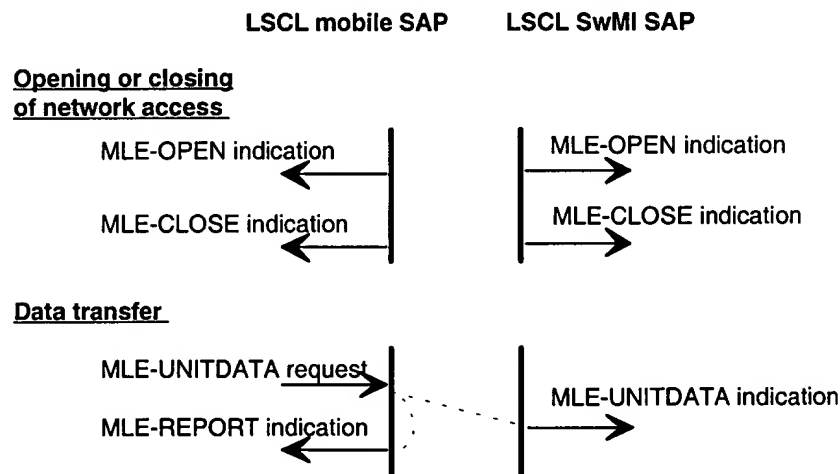 LSCL mobile SAP LSCL SwMI SAP
Opening or closing
of network access
MLE-OPEN indication MLE-OPEN indication
MLE-CLOSE indication MLE-CLOSE indication
Data transfer
MLE-UNITDATA request
MLE-UNITDATA indication
MLE-REPORT indication